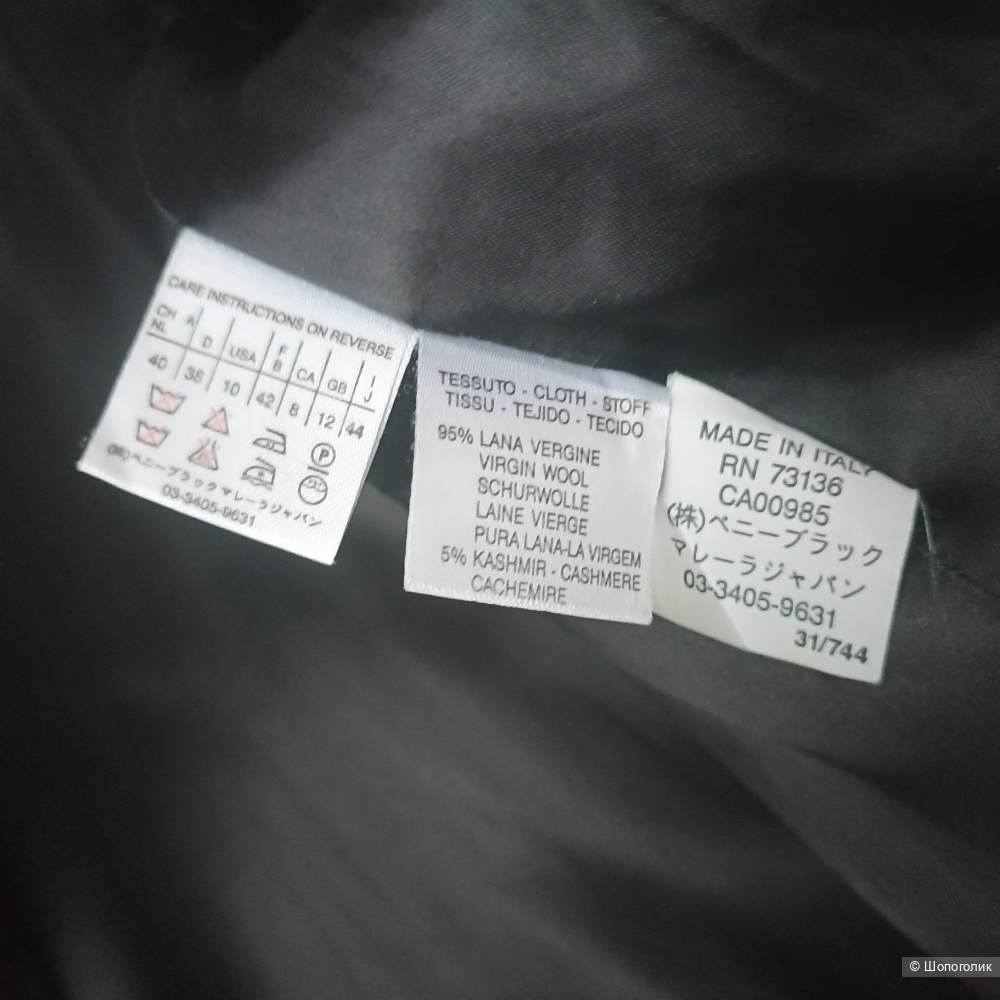 CARE INSTRUCTIONS ON REVERSE
CH NL A D USA F B CA GB I J
40 38 10 42 8 12 44
P
(株)ペニーブラックマレーラジャパン
03-3405-9631
TESSUTO - CLOTH - STOFF
TISSU - TEJIDO - TECIDO
95% LANA VERGINE
VIRGIN WOOL
SCHURWOLLE
LAINE VIERGE
PURA LANA-LA VIRGEM
5% KASHMIR - CASHMERE
CACHEMIRE
MADE IN ITALY
RN 73136
CA00985
(株)ペニーブラック
マレーラジャパン
03-3405-9631
31/744
© Шопоголик